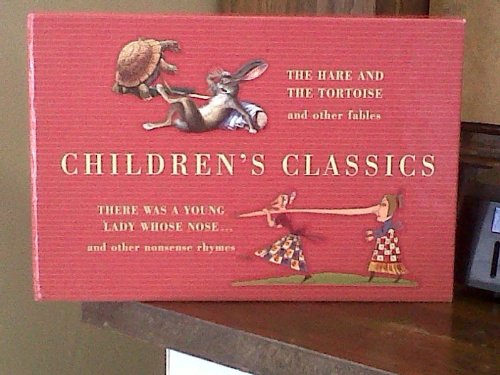 THE HARE AND
THE TORTOISE
and other fables
CHILDREN'S CLASSICS
THERE WAS A YOUNG
LADY WHOSE NOSE...
and other nonsense rhymes